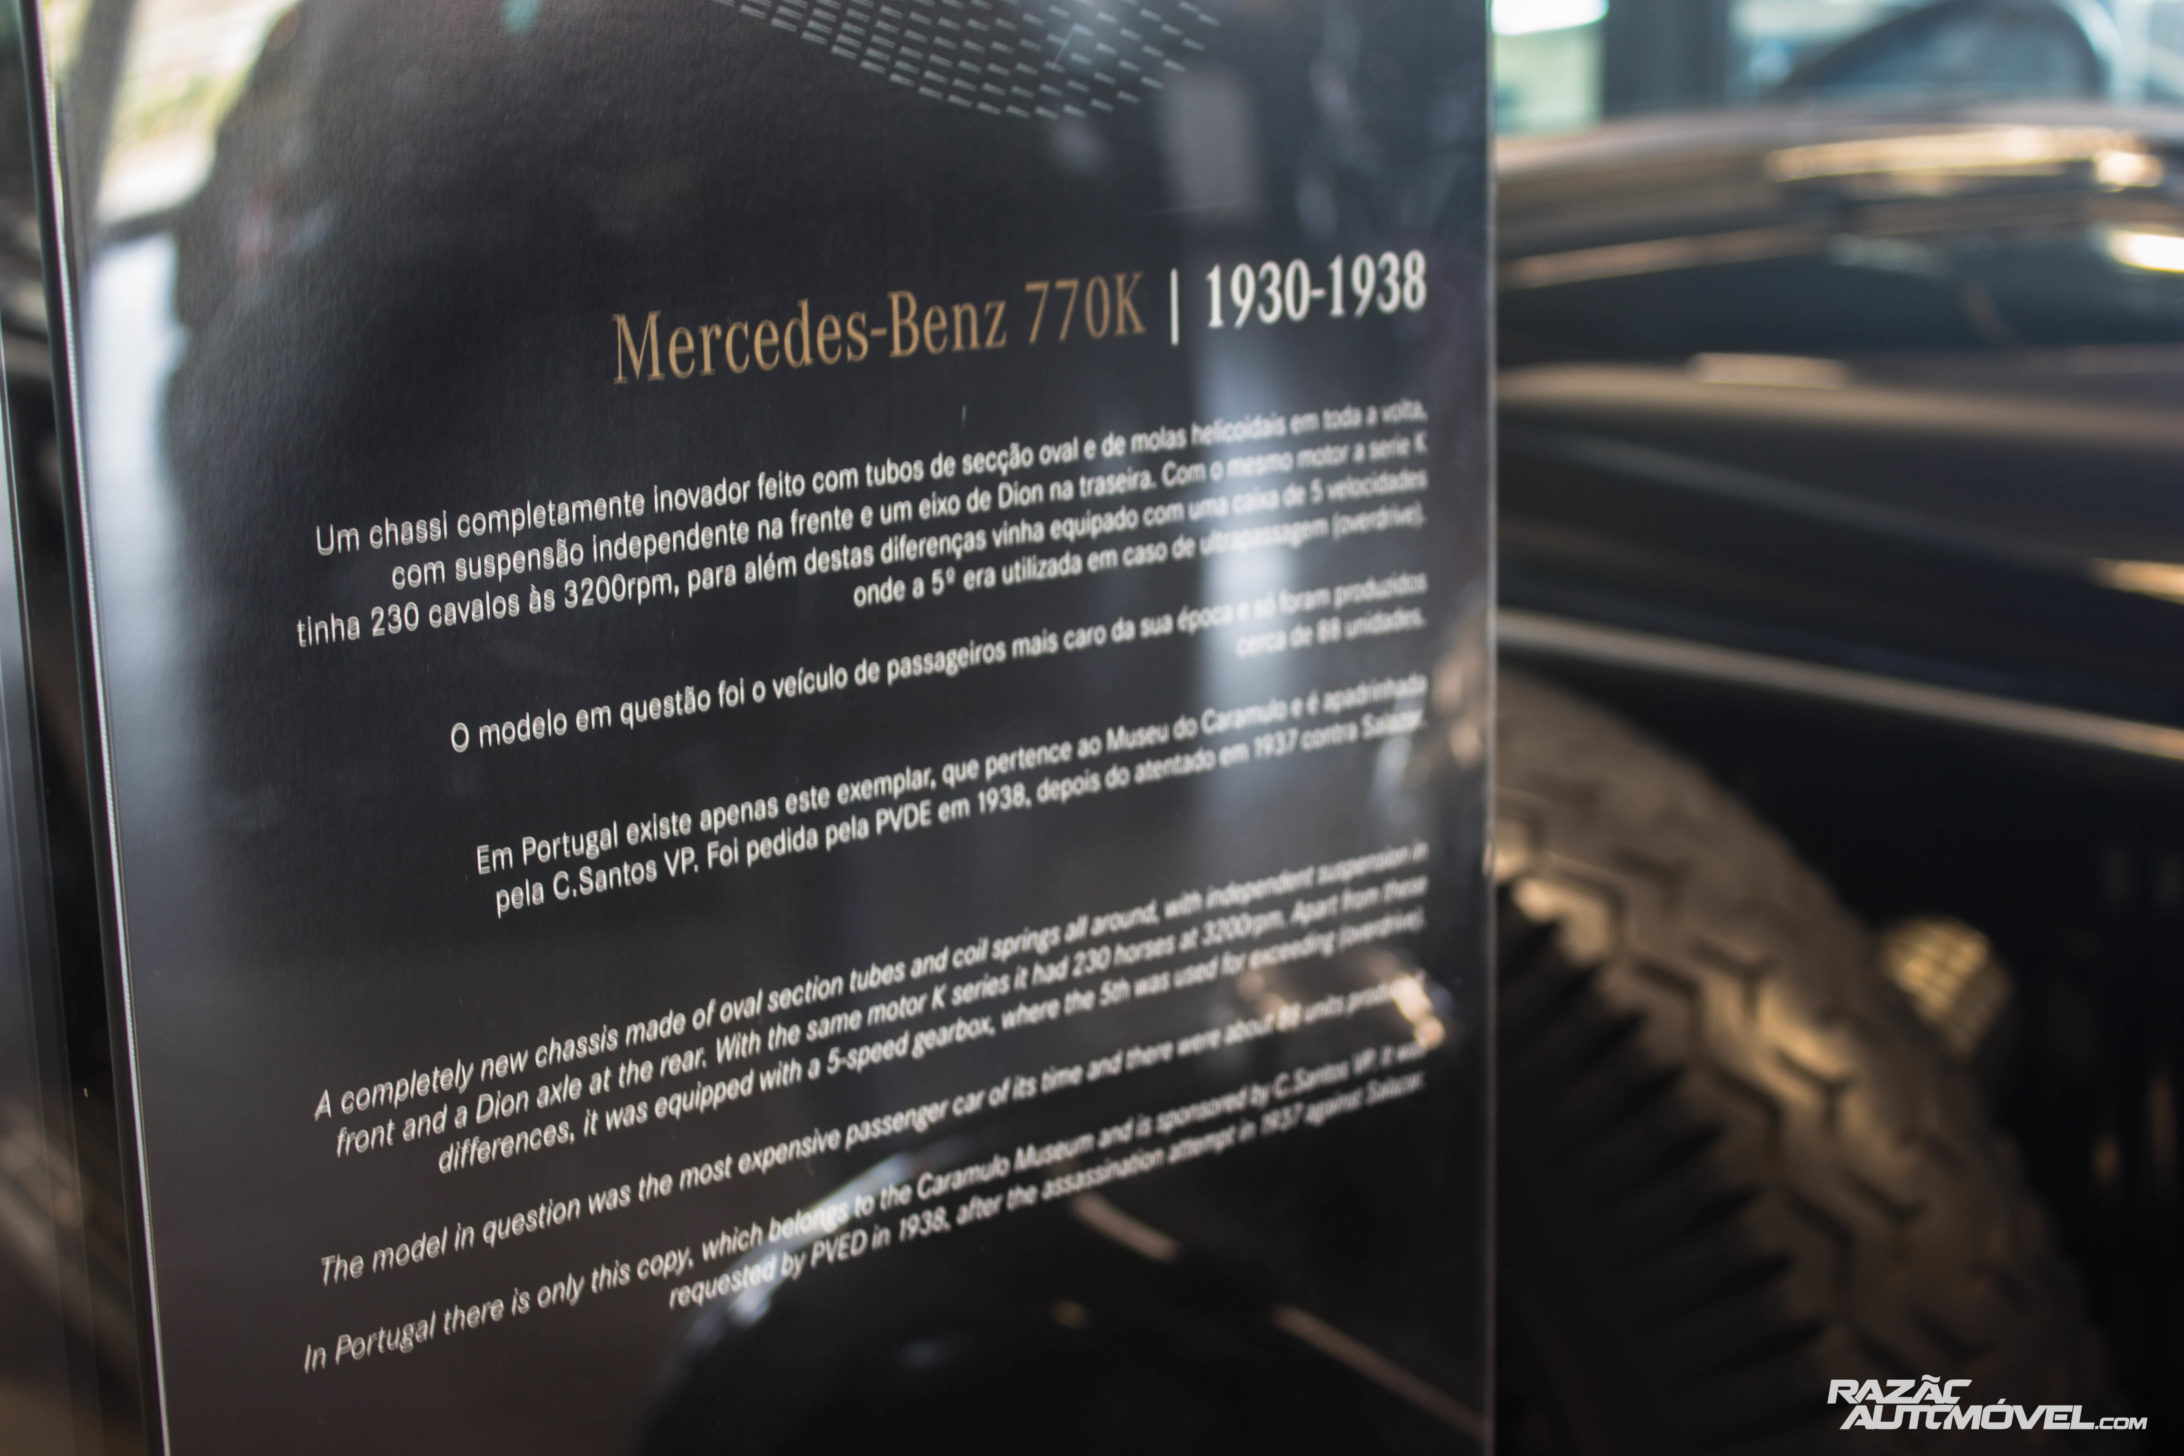 Mercedes-Benz 770K | 1930-1938
Um chassi completamente inovador feito com tubos de secção oval e de molas helicoidais em toda a volta,
com suspensão independente na frente e um eixo de Dion na traseira. Com o mesmo motor a serie K
tinha 230 cavalos às 3200rpm, para além destas diferenças vinha equipado com uma caixa de 5 velocidades
onde a 5ª era utilizada em caso de ultrapassagem (overdrive).
O modelo em questão foi o veículo de passageiros mais caro da sua época e só foram produzidos
cerca de 88 unidades.
Em Portugal existe apenas este exemplar, que pertence ao Museu do Caramulo e é apadrinhada
pela C.Santos VP. Foi pedida pela PVDE em 1938, depois do atentado em 1937 contra Salazar.
A completely new chassis made of oval section tubes and coil springs all around, with independent suspension in
front and a Dion axle at the rear. With the same motor K series it had 230 horses at 3200rpm. Apart from these
differences, it was equipped with a 5-speed gearbox, where the 5th was used for exceeding (overdrive).
The model in question was the most expensive passenger car of its time and there were about 88 units produced.
In Portugal there is only this copy, which belongs to the Caramulo Museum and is sponsored by C.Santos VP. It was
requested by PVED in 1938, after the assassination attempt in 1937 against Salazar.
RAZÃO
AUTOMÓVEL.COM